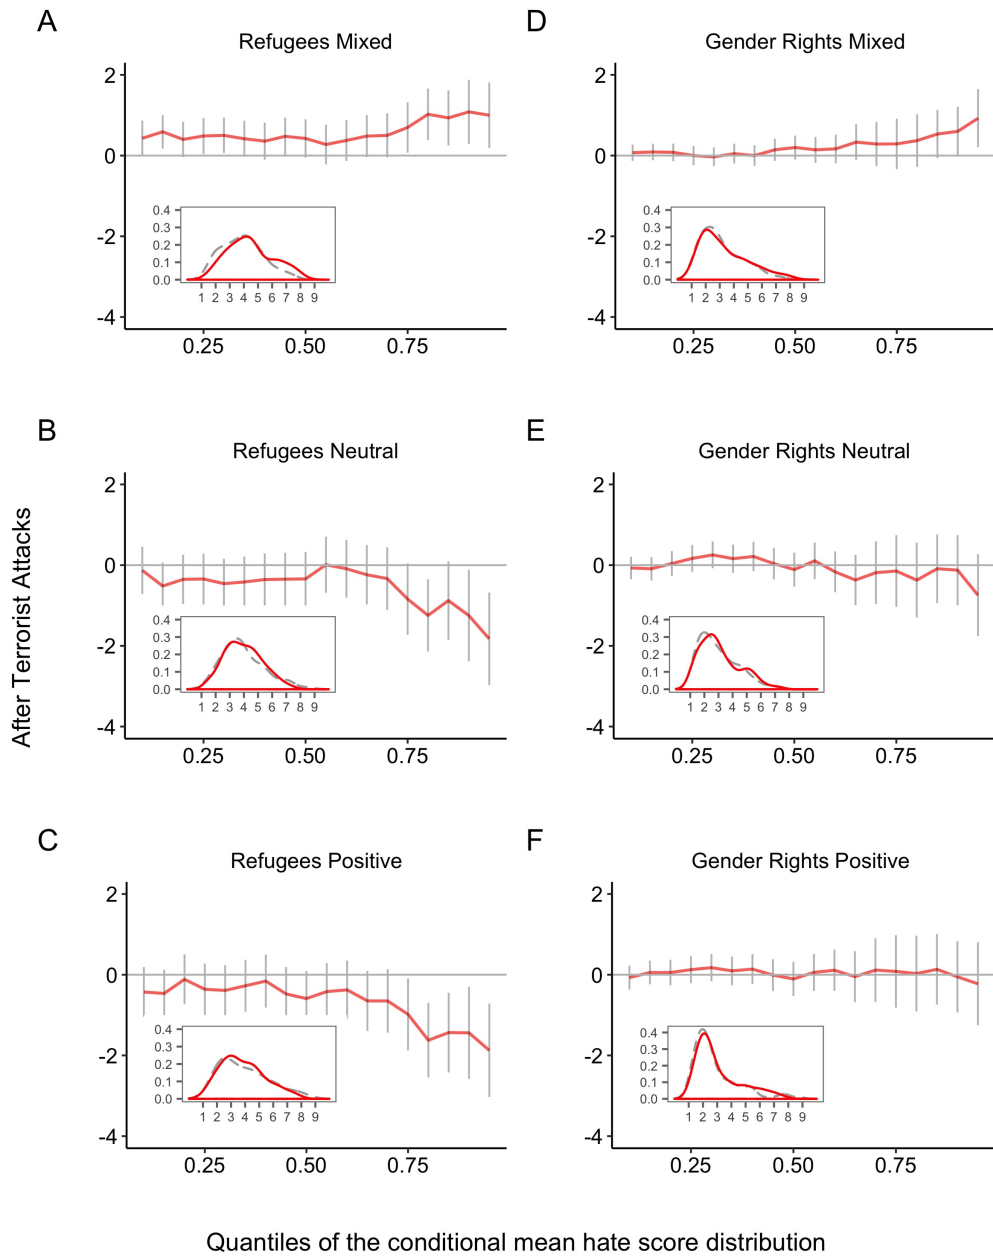 A
Refugees Mixed
2
0
-2
-4
0.4
0.3
0.2
0.1
0.0
1 2 3 4 5 6 7 8 9
0.25 0.50 0.75
D
Gender Rights Mixed
2
0
-2
-4
0.4
0.3
0.2
0.1
0.0
1 2 3 4 5 6 7 8 9
0.25 0.50 0.75
B
Refugees Neutral
2
0
-2
-4
0.4
0.3
0.2
0.1
0.0
1 2 3 4 5 6 7 8 9
0.25 0.50 0.75
E
Gender Rights Neutral
2
0
-2
-4
0.4
0.3
0.2
0.1
0.0
1 2 3 4 5 6 7 8 9
0.25 0.50 0.75
After Terrorist Attacks
C
Refugees Positive
2
0
-2
-4
0.4
0.3
0.2
0.1
0.0
1 2 3 4 5 6 7 8 9
0.25 0.50 0.75
F
Gender Rights Positive
2
0
-2
-4
0.4
0.3
0.2
0.1
0.0
1 2 3 4 5 6 7 8 9
0.25 0.50 0.75
Quantiles of the conditional mean hate score distribution